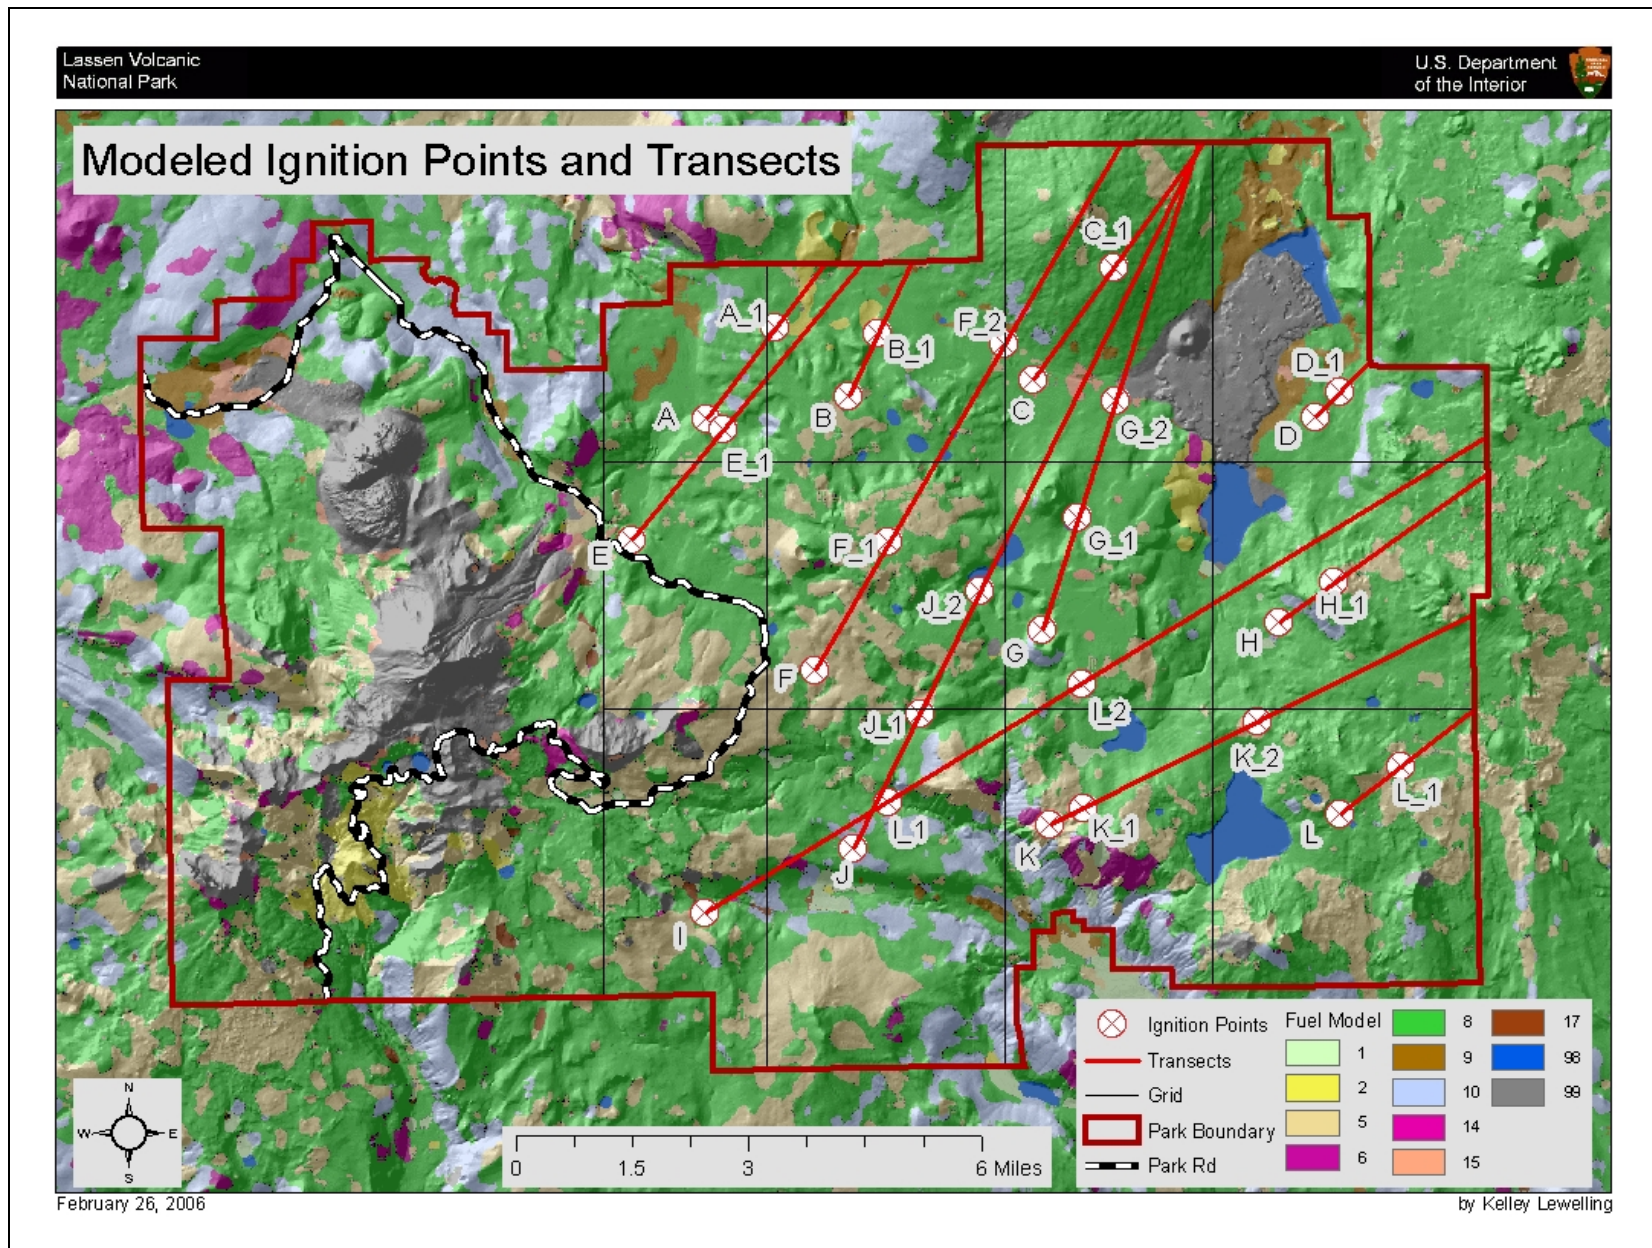 Lassen Volcanic
National Park
U.S. Department
of the Interior
Modeled Ignition Points and Transects
C_1
A_1
F_2
B_1
D_1
A
B
C
G_2
D
E_1
E
F_1
G_1
J_2
H_1
H
G
F
I_2
J_1
K_2
L_1
I_1
K_1
L
K
J
I
Ignition Points
Transects
Grid
Park Boundary
Park Rd
Fuel Model
1
2
5
6
8
9
10
14
15
17
98
99
N
W
E
S
0
1.5
3
6 Miles
February 26, 2006
by Kelley Lewelling